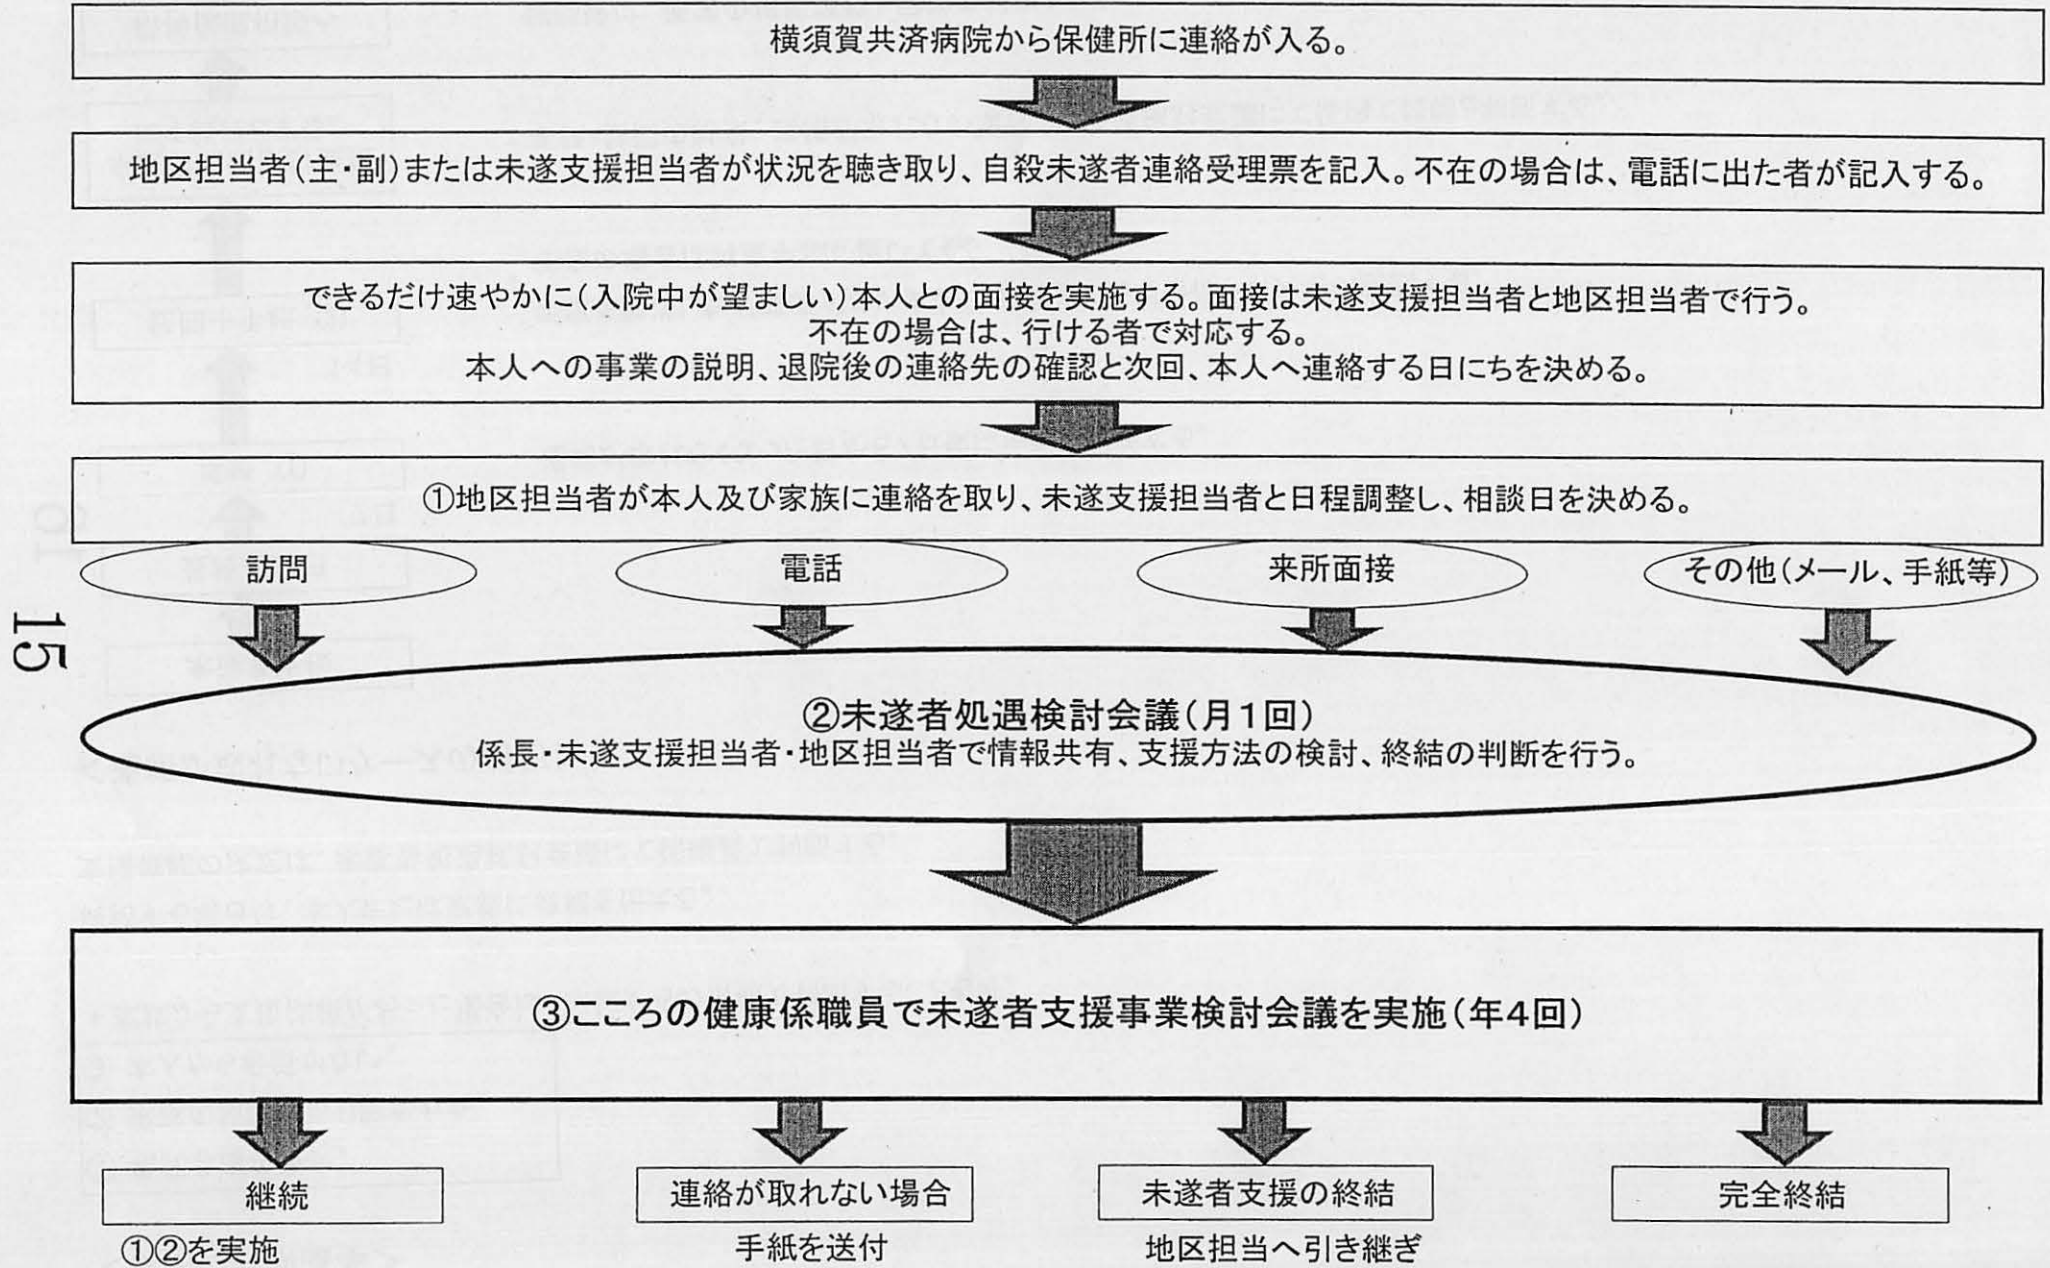 横須賀共済病院から保健所に連絡が入る。
地区担当者(主・副)または未遂支援担当者が状況を聴き取り、自殺未遂者連絡受理票を記入。不在の場合は、電話に出た者が記入する。
できるだけ速やかに(入院中が望ましい)本人との面接を実施する。面接は未遂支援担当者と地区担当者で行う。
不在の場合は、行ける者で対応する。
本人への事業の説明、退院後の連絡先の確認と次回、本人へ連絡する日にちを決める。
①地区担当者が本人及び家族に連絡を取り、未遂支援担当者と日程調整し、相談日を決める。
訪問
電話
来所面接
その他(メール、手紙等)
15
②未遂者処遇検討会議(月1回)
係長・未遂支援担当者・地区担当者で情報共有、支援方法の検討、終結の判断を行う。
③こころの健康係職員で未遂者支援事業検討会議を実施(年4回)
継続
連絡が取れない場合
未遂者支援の終結
完全終結
①②を実施
手紙を送付
地区担当へ引き継ぎ